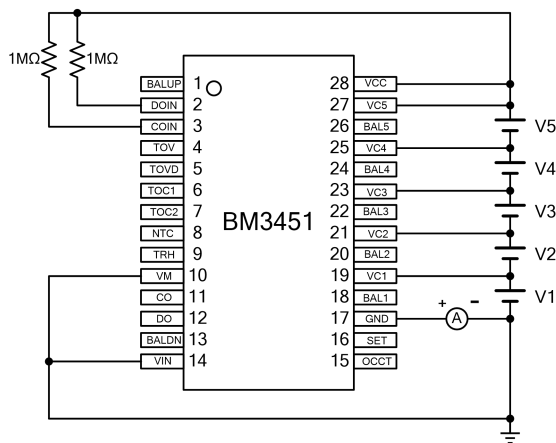 1MΩ 1MΩ
BM3451
BALUP 1
DOIN 2
COIN 3
TOV 4
TOVD 5
TOC1 6
TOC2 7
NTC 8
TRH 9
VM 10
CO 11
DO 12
BALDN 13
VIN 14
28 VCC
27 VC5
26 BAL5
25 VC4
24 BAL4
23 VC3
22 BAL3
21 VC2
20 BAL2
19 VC1
18 BAL1
17 GND
16 SET
15 OCCT
V5
V4
V3
V2
V1
+ A -